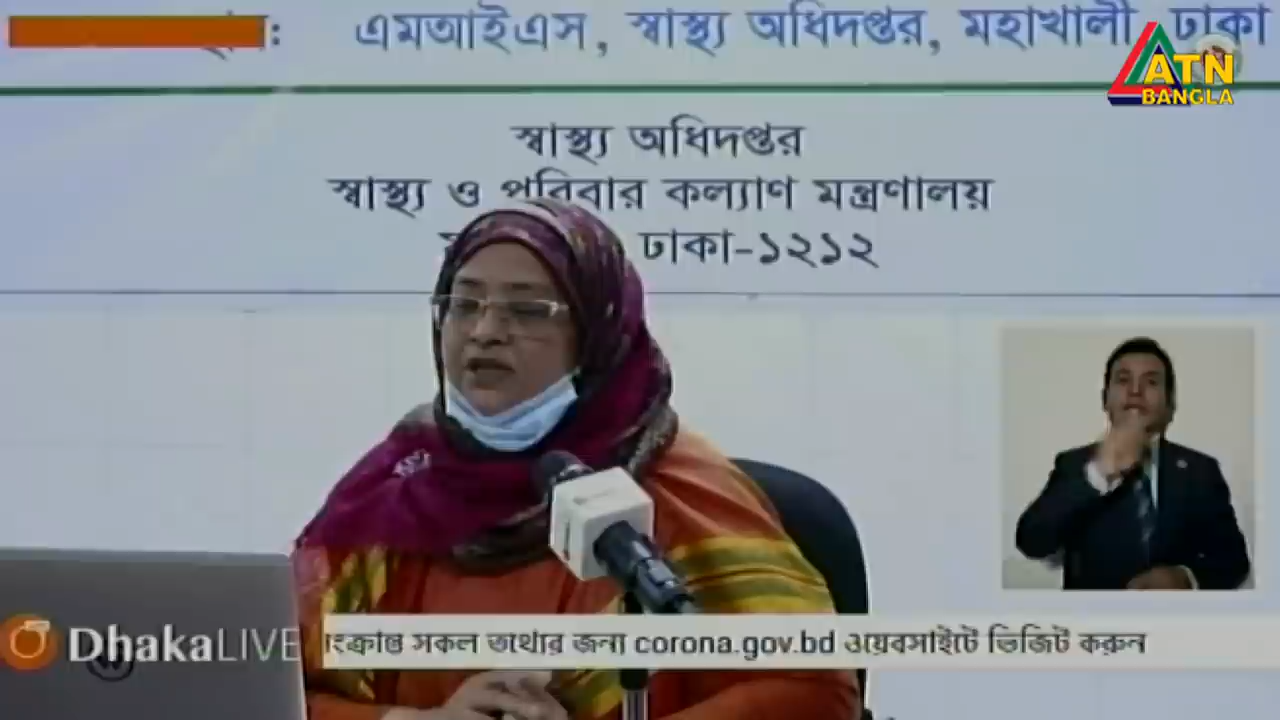 এমআইএস, স্বাস্থ্য অধিদপ্তর, মহাখালী, ঢাকা
ATN
BANGLA
স্বাস্থ্য অধিদপ্তর
স্বাস্থ্য ও পরিবার কল্যাণ মন্ত্রণালয়
ঢাকা-১২১২
DhakaLIVE
সকল তথ্যের জন্য corona.gov.bd ওয়েবসাইটে ভিজিট করুন